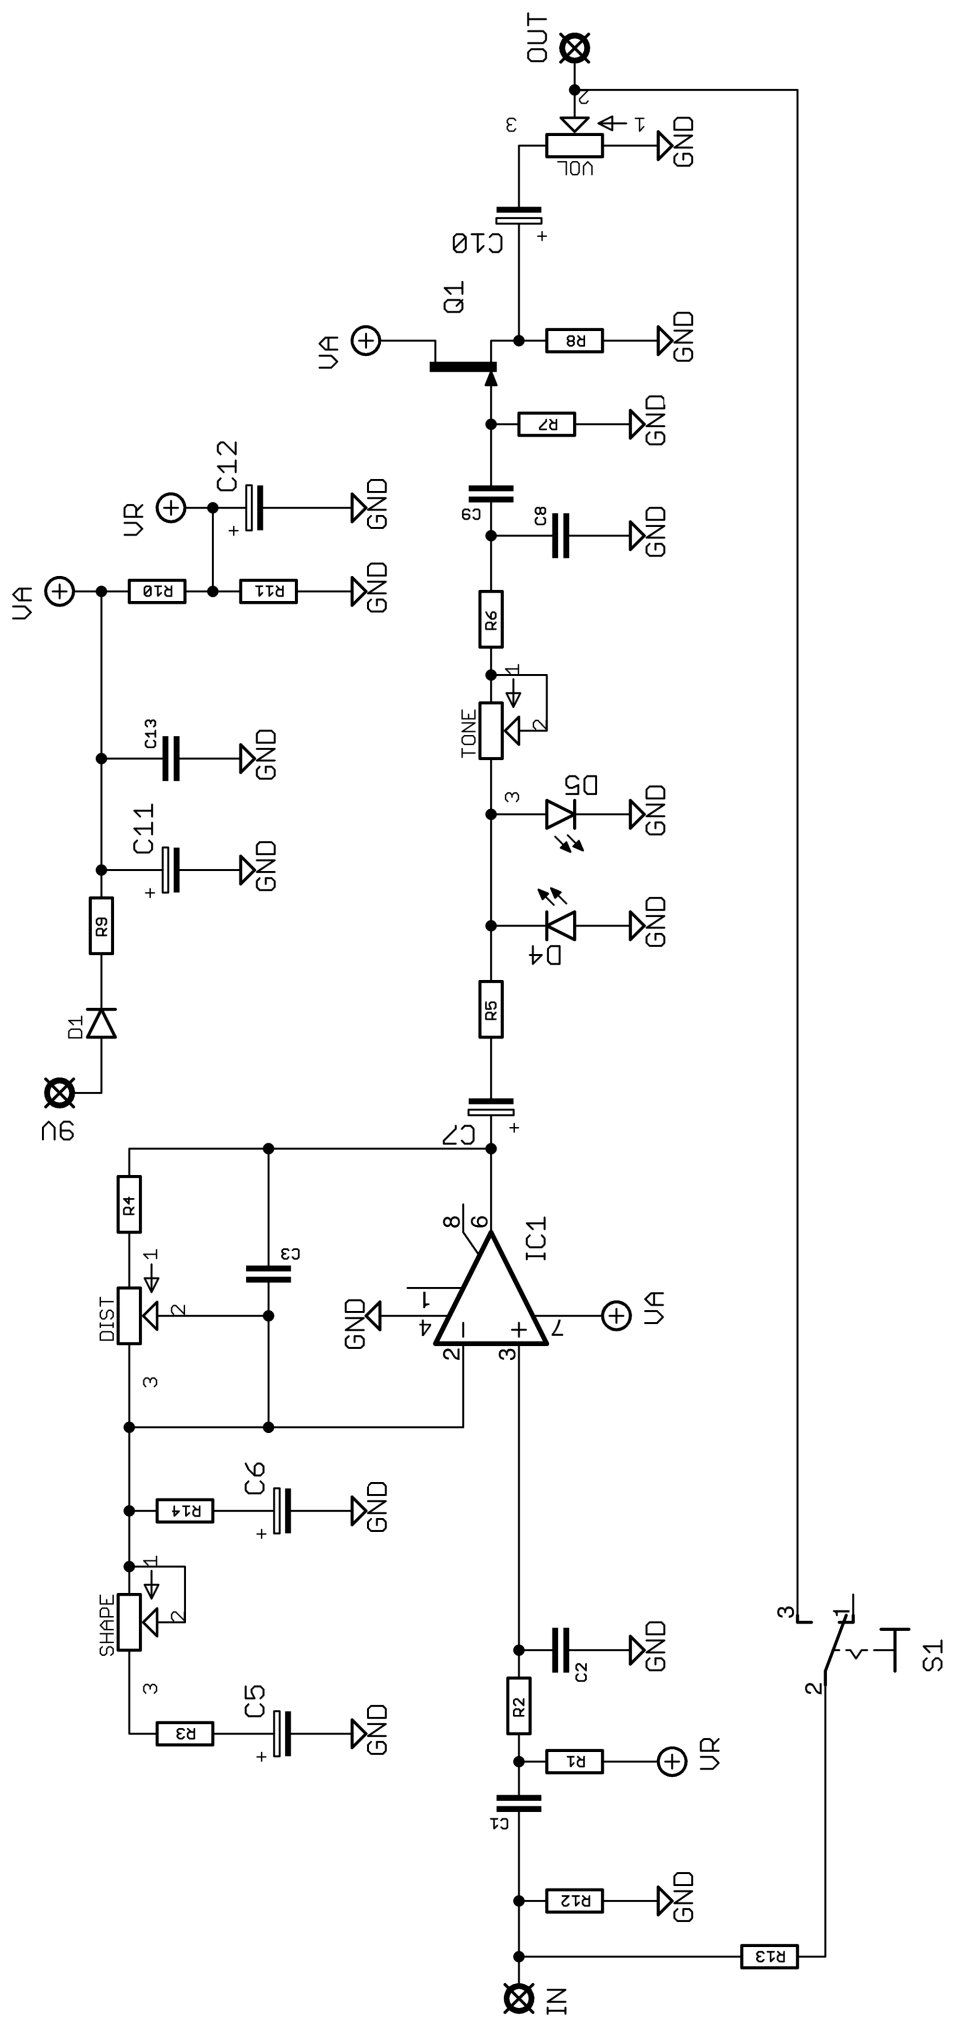 OUT
2
3
1
VOL
GND
C10
+
Q1
VA
R8
GND
R7
GND
C12
VR
+
GND
C9
C8
GND
VA
R10
R11
GND
R6
1
TONE
2
C13
GND
3
D5
GND
C11
+
GND
R9
D4
GND
D1
R5
9V
C7
+
R4
8
6
IC1
C3
1
DIST
2
1
GND
4
7
VA
2
3
3
C6
R14
+
GND
1
SHAPE
2
3
1
S1
2
C2
GND
3
C5
R3
+
GND
R2
R1
VR
C1
R12
GND
R13
IN